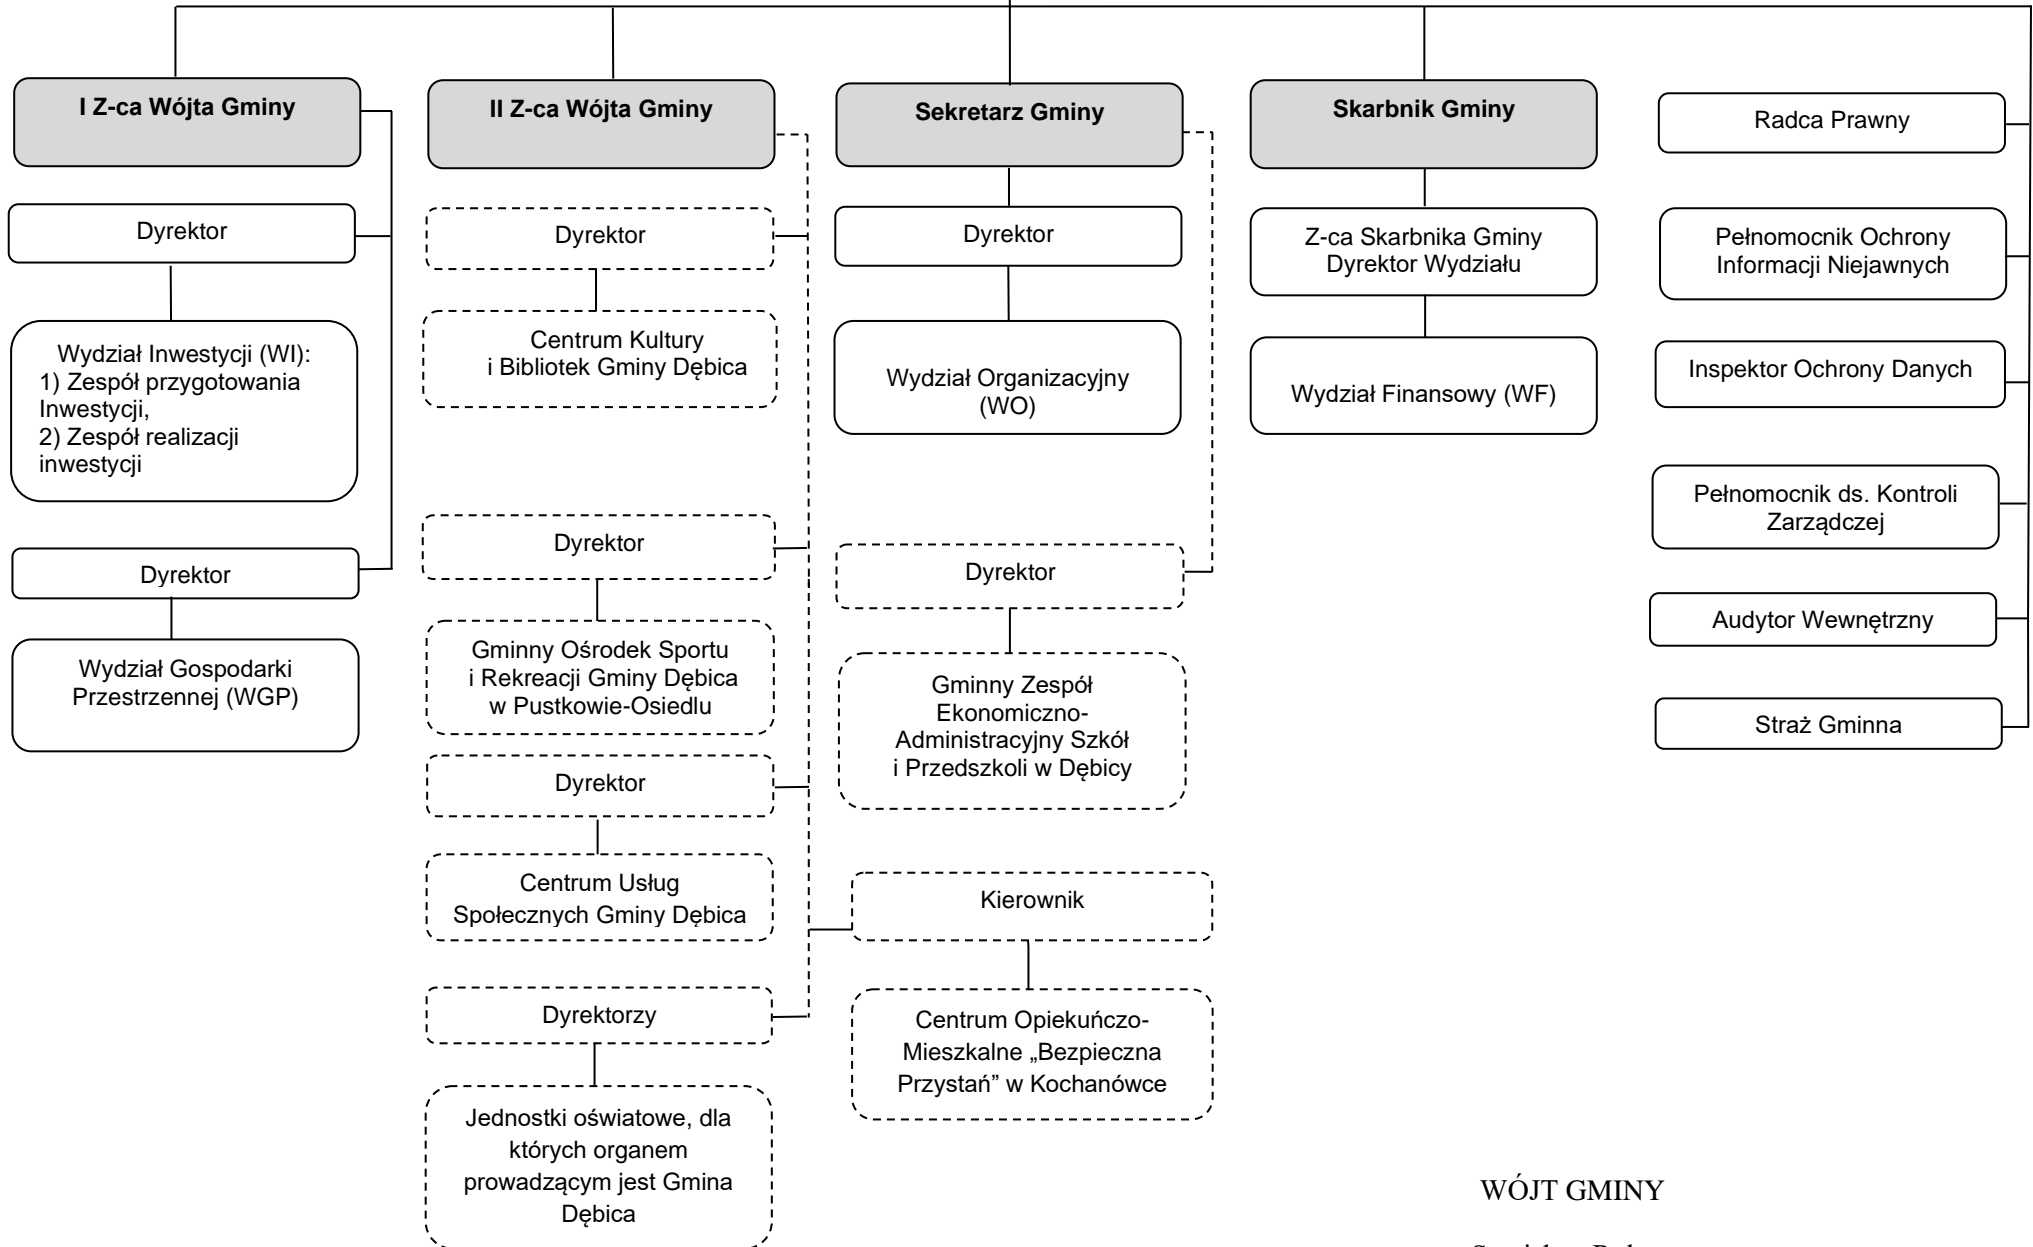 I Z-ca Wójta Gminy
II Z-ca Wójta Gminy
Sekretarz Gminy
Skarbnik Gminy
Radca Prawny
Dyrektor
Dyrektor
Dyrektor
Z-ca Skarbnika Gminy
Dyrektor Wydziału
Pełnomocnik Ochrony
Informacji Niejawnych
Wydział Inwestycji (WI):
1) Zespół przygotowania
Inwestycji,
2) Zespół realizacji
inwestycji
Centrum Kultury
i Bibliotek Gminy Dębica
Wydział Organizacyjny
(WO)
Wydział Finansowy (WF)
Inspektor Ochrony Danych
Pełnomocnik ds. Kontroli
Zarządczej
Dyrektor
Dyrektor
Dyrektor
Audytor Wewnętrzny
Wydział Gospodarki
Przestrzennej (WGP)
Gminny Ośrodek Sportu
i Rekreacji Gminy Dębica
w Pustkowie-Osiedlu
Gminny Zespół
Ekonomiczno-
Administracyjny Szkół
i Przedszkoli w Dębicy
Straż Gminna
Dyrektor
Centrum Usług
Społecznych Gminy Dębica
Kierownik
Dyrektorzy
Centrum Opiekuńczo-
Mieszkalne „Bezpieczna
Przystań” w Kochanówce
Jednostki oświatowe, dla
których organem
prowadzącym jest Gmina
Dębica
WÓJT GMINY